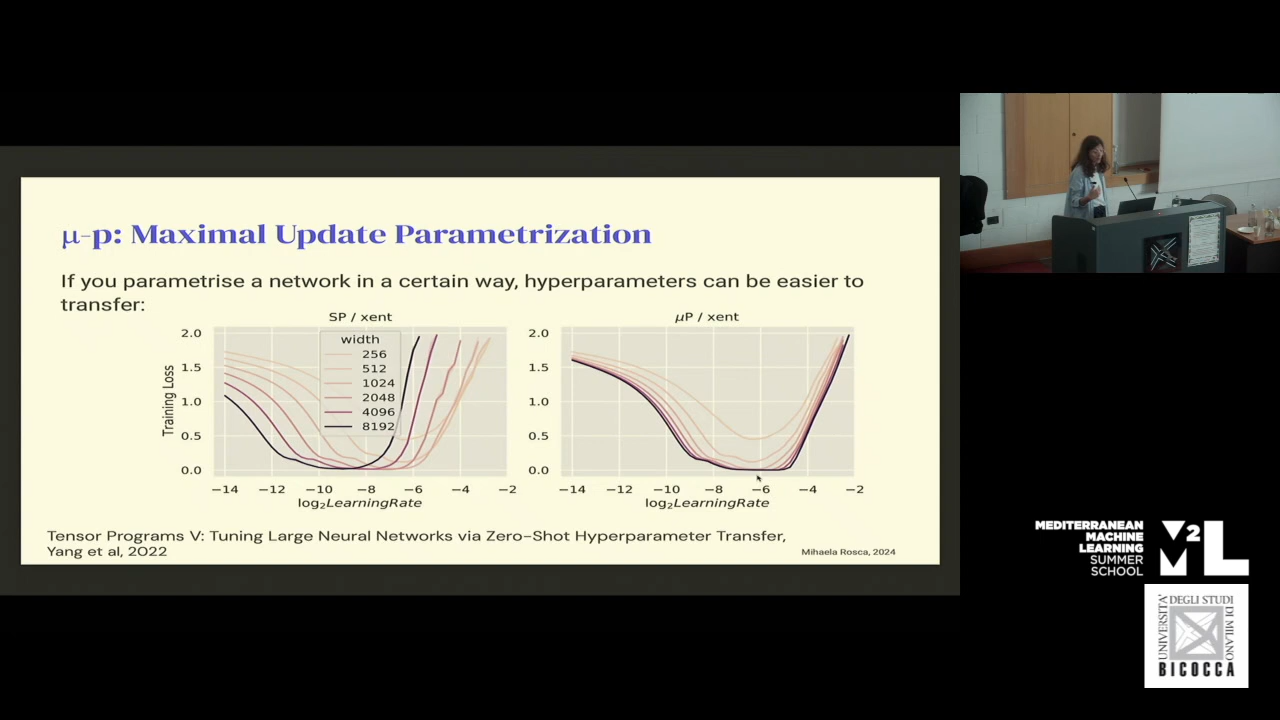 μ-p: Maximal Update Parametrization
If you parametrise a network in a certain way, hyperparameters can be easier to
transfer:
SP / xent
μP / xent
width
256
512
1024
2048
4096
8192
Training Loss
2.0
1.5
1.0
0.5
0.0
−14 −12 −10 −8 −6 −4 −2
log₂LearningRate
2.0
1.5
1.0
0.5
0.0
−14 −12 −10 −8 −6 −4 −2
log₂LearningRate
Tensor Programs V: Tuning Large Neural Networks via Zero-Shot Hyperparameter Transfer,
Yang et al, 2022
Mihaela Rosca, 2024
MEDITERRANEAN
MACHINE
LEARNING
SUMMER
SCHOOL
M2L
UNIVERSITÀ
DEGLI STUDI
DI MILANO
BICOCCA